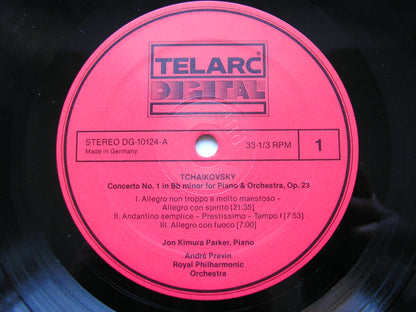 TELARC
DIGITAL
STEREO DG-10124-A
Made in Germany
33-1/3 RPM
1
TCHAIKOVSKY
Concerto No. 1 in Bb minor for Piano & Orchestra, Op. 23
I. Allegro non troppo e molto maestoso –
Allegro con spirito [21:35]
II. Andantino semplice – Prestissimo – Tempo I [7:53]
III. Allegro con fuoco [7:00]
Jon Kimura Parker, Piano
André Previn
Royal Philharmonic
Orchestra